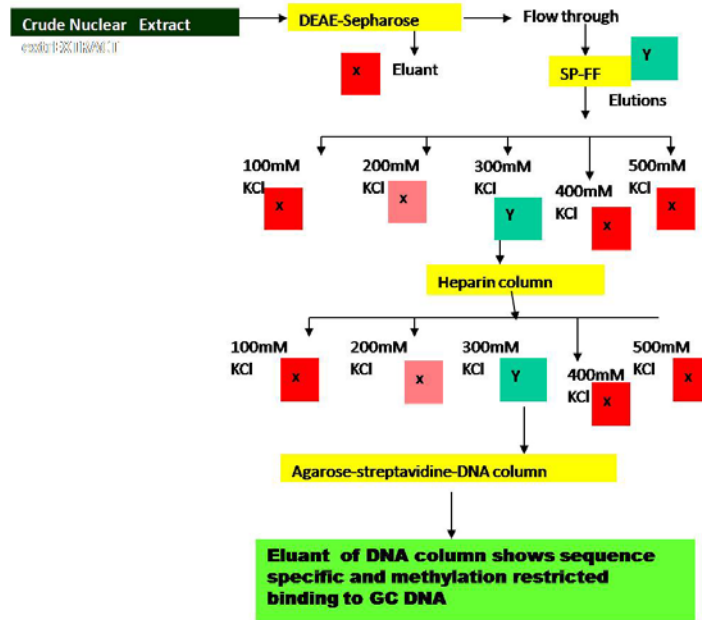 Crude Nuclear Extract
extrEXTRACT
DEAE-Sepharose
Flow through
x
Eluant
SP-FF
Y
Elutions
100mM
KCl
x
200mM
KCl
x
300mM
KCl
Y
400mM
KCl
x
500mM
KCl
x
Heparin column
100mM
KCl
x
200mM
KCl
x
300mM
KCl
Y
400mM
KCl
x
500mM
KCl
x
Agarose-streptavidine-DNA column
Eluant of DNA column shows sequence
specific and methylation restricted
binding to GC DNA